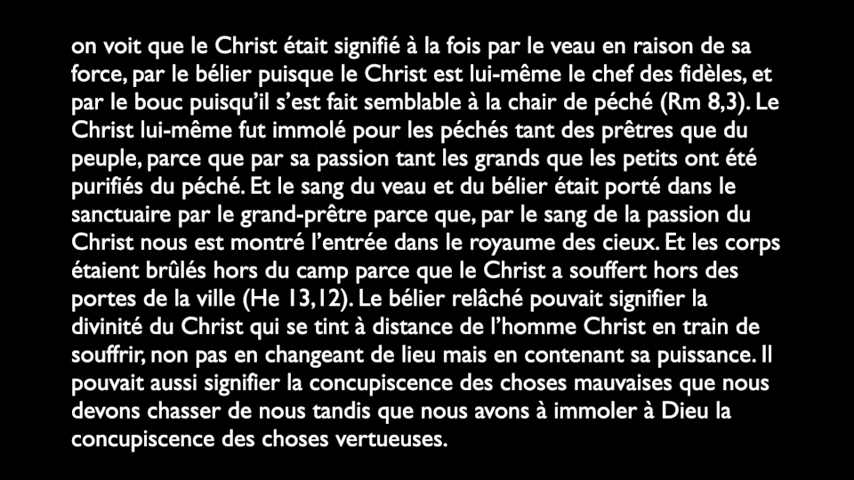 on voit que le Christ était signifié à la fois par le veau en raison de sa
force, par le bélier puisque le Christ est lui-même le chef des fidèles, et
par le bouc puisqu’il s’est fait semblable à la chair de péché (Rm 8,3). Le
Christ lui-même fut immolé pour les péchés tant des prêtres que du
peuple, parce que par sa passion tant les grands que les petits ont été
purifiés du péché. Et le sang du veau et du bélier était porté dans le
sanctuaire par le grand-prêtre parce que, par le sang de la passion du
Christ nous est montré l’entrée dans le royaume des cieux. Et les corps
étaient brûlés hors du camp parce que le Christ a souffert hors des
portes de la ville (He 13,12). Le bélier relâché pouvait signifier la
divinité du Christ qui se tint à distance de l’homme Christ en train de
souffrir, non pas en changeant de lieu mais en contenant sa puissance. Il
pouvait aussi signifier la concupiscence des choses mauvaises que nous
devons chasser de nous tandis que nous avons à immoler à Dieu la
concupiscence des choses vertueuses.